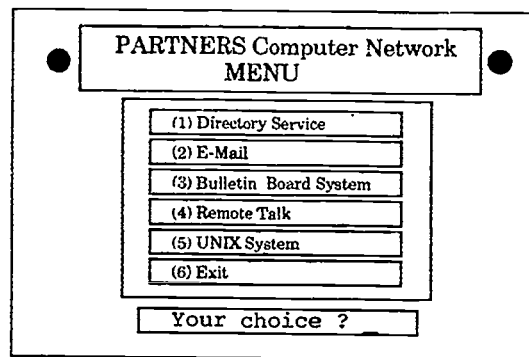 PARTNERS Computer Network
MENU
(1) Directory Service
(2) E-Mail
(3) Bulletin Board System
(4) Remote Talk
(5) UNIX System
(6) Exit
Your choice ? _